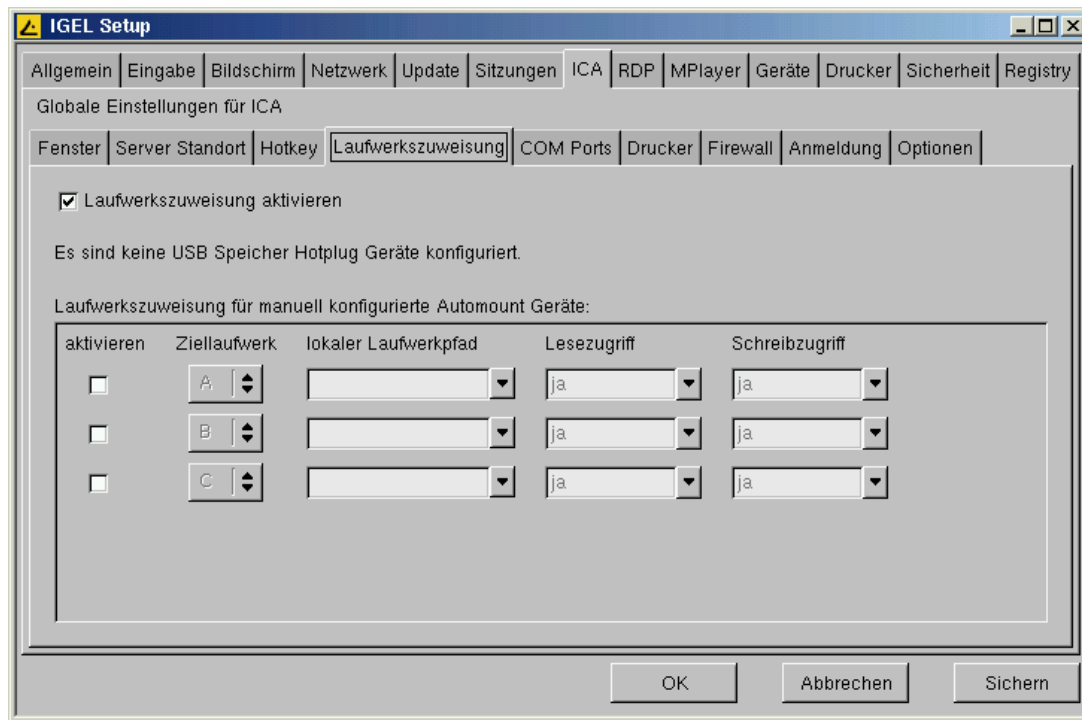 IGEL Setup
Allgemein Eingabe Bildschirm Netzwerk Update Sitzungen ICA RDP MPlayer Geräte Drucker Sicherheit Registry
Globale Einstellungen für ICA
Fenster Server Standort Hotkey Laufwerkszuweisung COM Ports Drucker Firewall Anmeldung Optionen
Laufwerkszuweisung aktivieren
Es sind keine USB Speicher Hotplug Geräte konfiguriert.
Laufwerkszuweisung für manuell konfigurierte Automount Geräte:
aktivieren Ziellaufwerk lokaler Laufwerkpfad Lesezugriff Schreibzugriff
A ja ja
B ja ja
C ja ja
OK Abbrechen Sichern